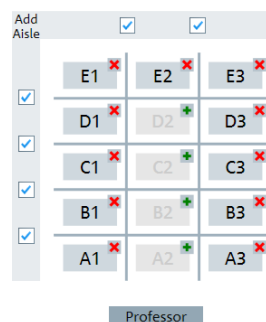 Add
Aisle
E1 E2 E3
D1 D2 D3
C1 C2 C3
B1 B2 B3
A1 A2 A3
Professor